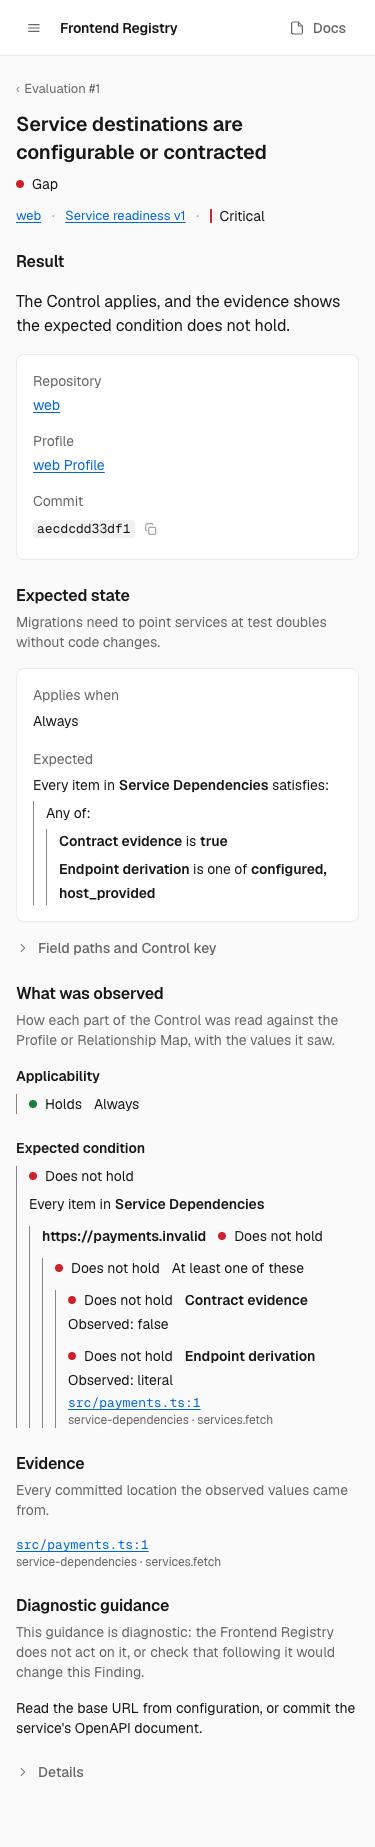 Frontend Registry
Docs
‹ Evaluation #1
Service destinations are
configurable or contracted
Gap
web · Service readiness v1 · Critical
Result
The Control applies, and the evidence shows
the expected condition does not hold.
Repository
web
Profile
web Profile
Commit
aecdcdd33df1
Expected state
Migrations need to point services at test doubles
without code changes.
Applies when
Always
Expected
Every item in Service Dependencies satisfies:
Any of:
Contract evidence is true
Endpoint derivation is one of configured,
host_provided
Field paths and Control key
What was observed
How each part of the Control was read against the
Profile or Relationship Map, with the values it saw.
Applicability
Holds Always
Expected condition
Does not hold
Every item in Service Dependencies
https://payments.invalid Does not hold
Does not hold At least one of these
Does not hold Contract evidence
Observed: false
Does not hold Endpoint derivation
Observed: literal
src/payments.ts:1
service-dependencies · services.fetch
Evidence
Every committed location the observed values came
from.
src/payments.ts:1
service-dependencies · services.fetch
Diagnostic guidance
This guidance is diagnostic: the Frontend Registry
does not act on it, or check that following it would
change this Finding.
Read the base URL from configuration, or commit the
service's OpenAPI document.
Details